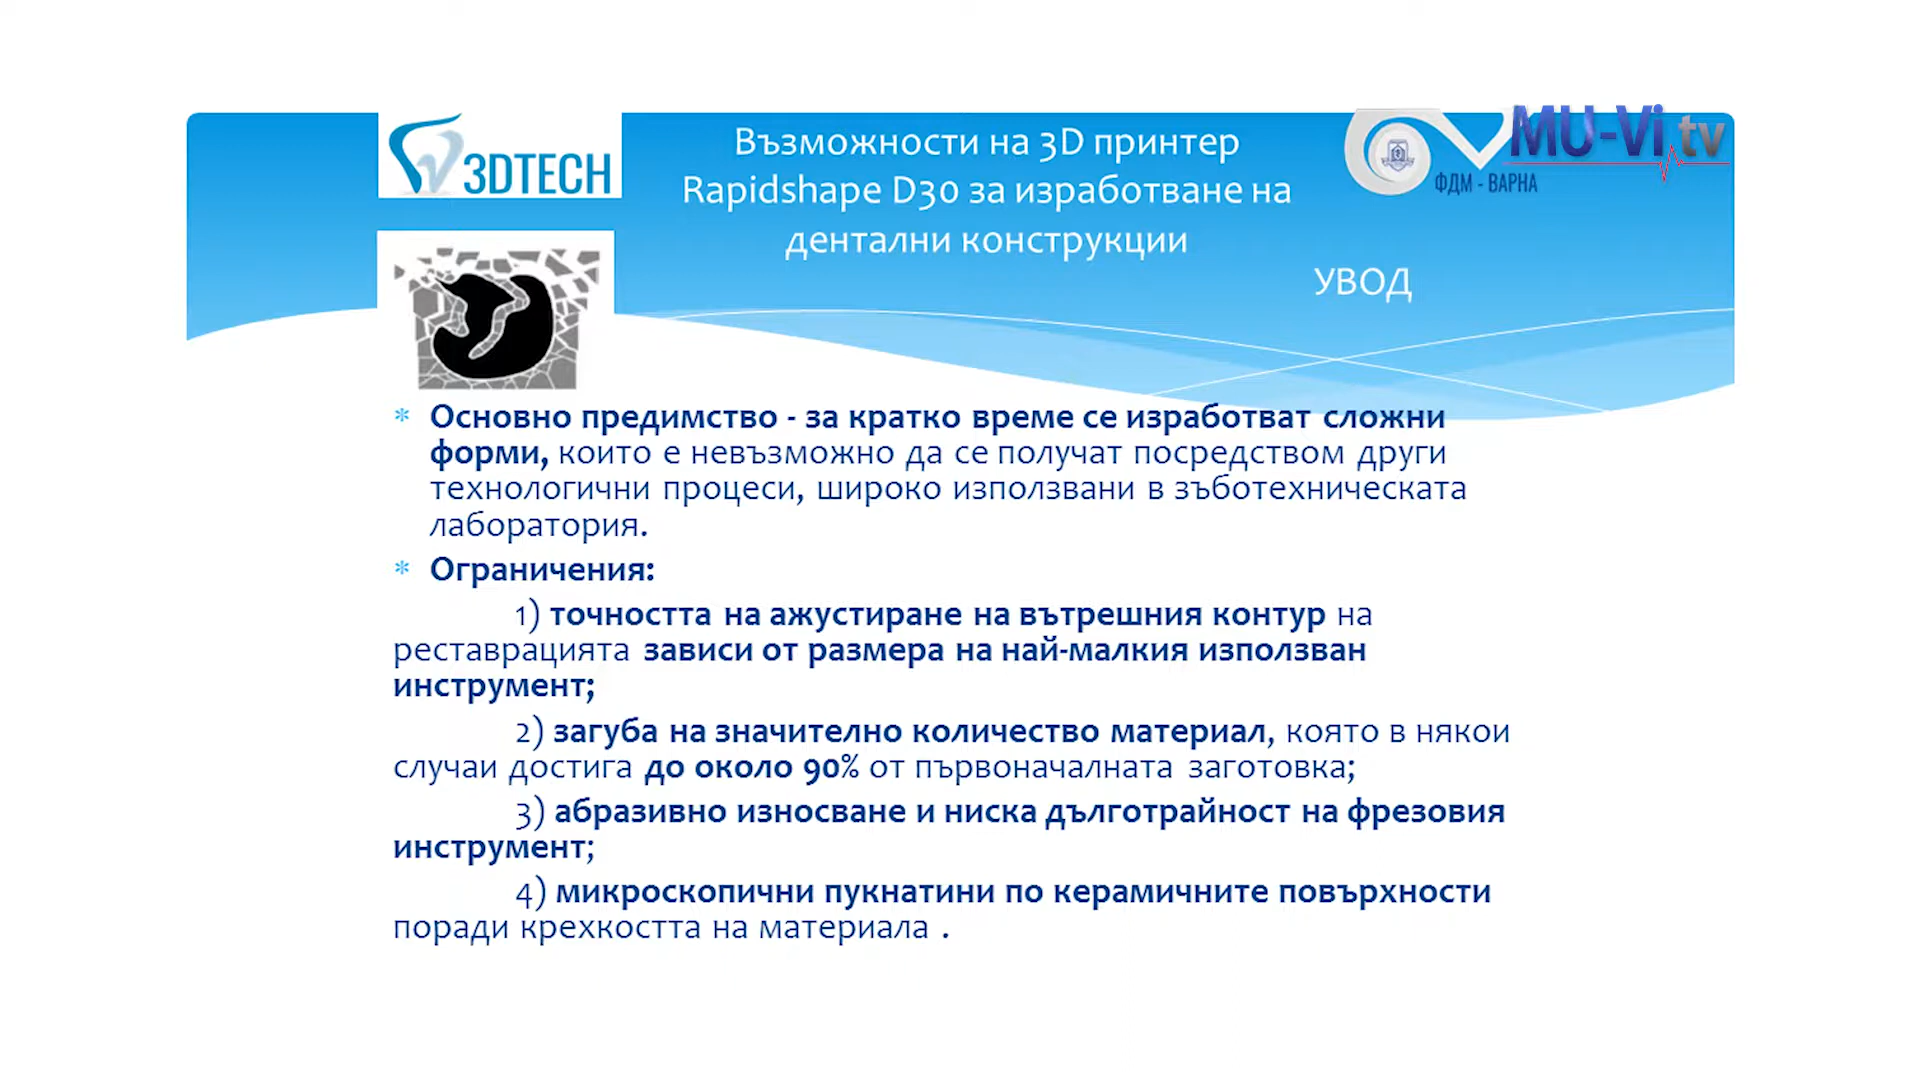 3DTECH
Възможности на 3D принтер
Rapidshape D30 за изработване на
дентални конструкции
УВОД
MU-Vi tv
ФДМ - ВАРНА
* Основно предимство - за кратко време се изработват сложни
форми, които е невъзможно да се получат посредством други
технологични процеси, широко използвани в зъботехническата
лаборатория.
* Ограничения:
1) точността на ажустиране на вътрешния контур на
реставрацията зависи от размера на най-малкия използван
инструмент;
2) загуба на значително количество материал, която в някои
случаи достига до около 90% от първоначалната заготовка;
3) абразивно износване и ниска дълготрайност на фрезовия
инструмент;
4) микроскопични пукнатини по керамичните повърхности
поради крехкостта на материала .